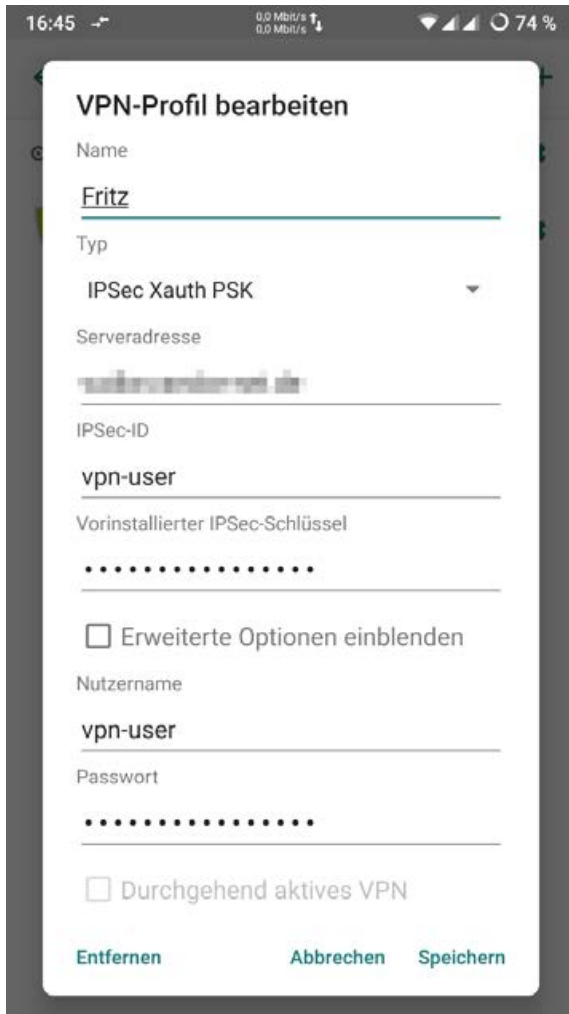 16:45
0,0 Mbit/s
0,0 Mbit/s
74 %
VPN-Profil bearbeiten
Name
Fritz
Typ
IPSec Xauth PSK
Serveradresse
IPSec-ID
vpn-user
Vorinstallierter IPSec-Schlüssel
••••••••••••••••
Erweiterte Optionen einblenden
Nutzername
vpn-user
Passwort
••••••••••••••••
Durchgehend aktives VPN
Entfernen Abbrechen Speichern